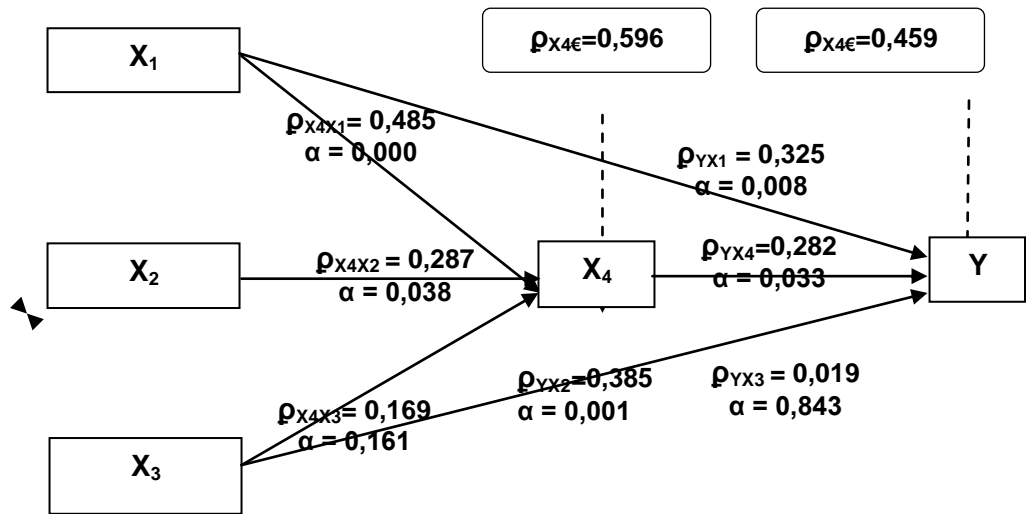 X₁
ρX4€=0,596
ρX4€=0,459
ρX4X1= 0,485
α = 0,000
ρYX1 = 0,325
α = 0,008
X₂
ρX4X2 = 0,287
α = 0,038
X₄
ρYX4=0,282
α = 0,033
Y
ρX4X3= 0,169
α = 0,161
ρYX2=0,385
α = 0,001
ρYX3 = 0,019
α = 0,843
X₃